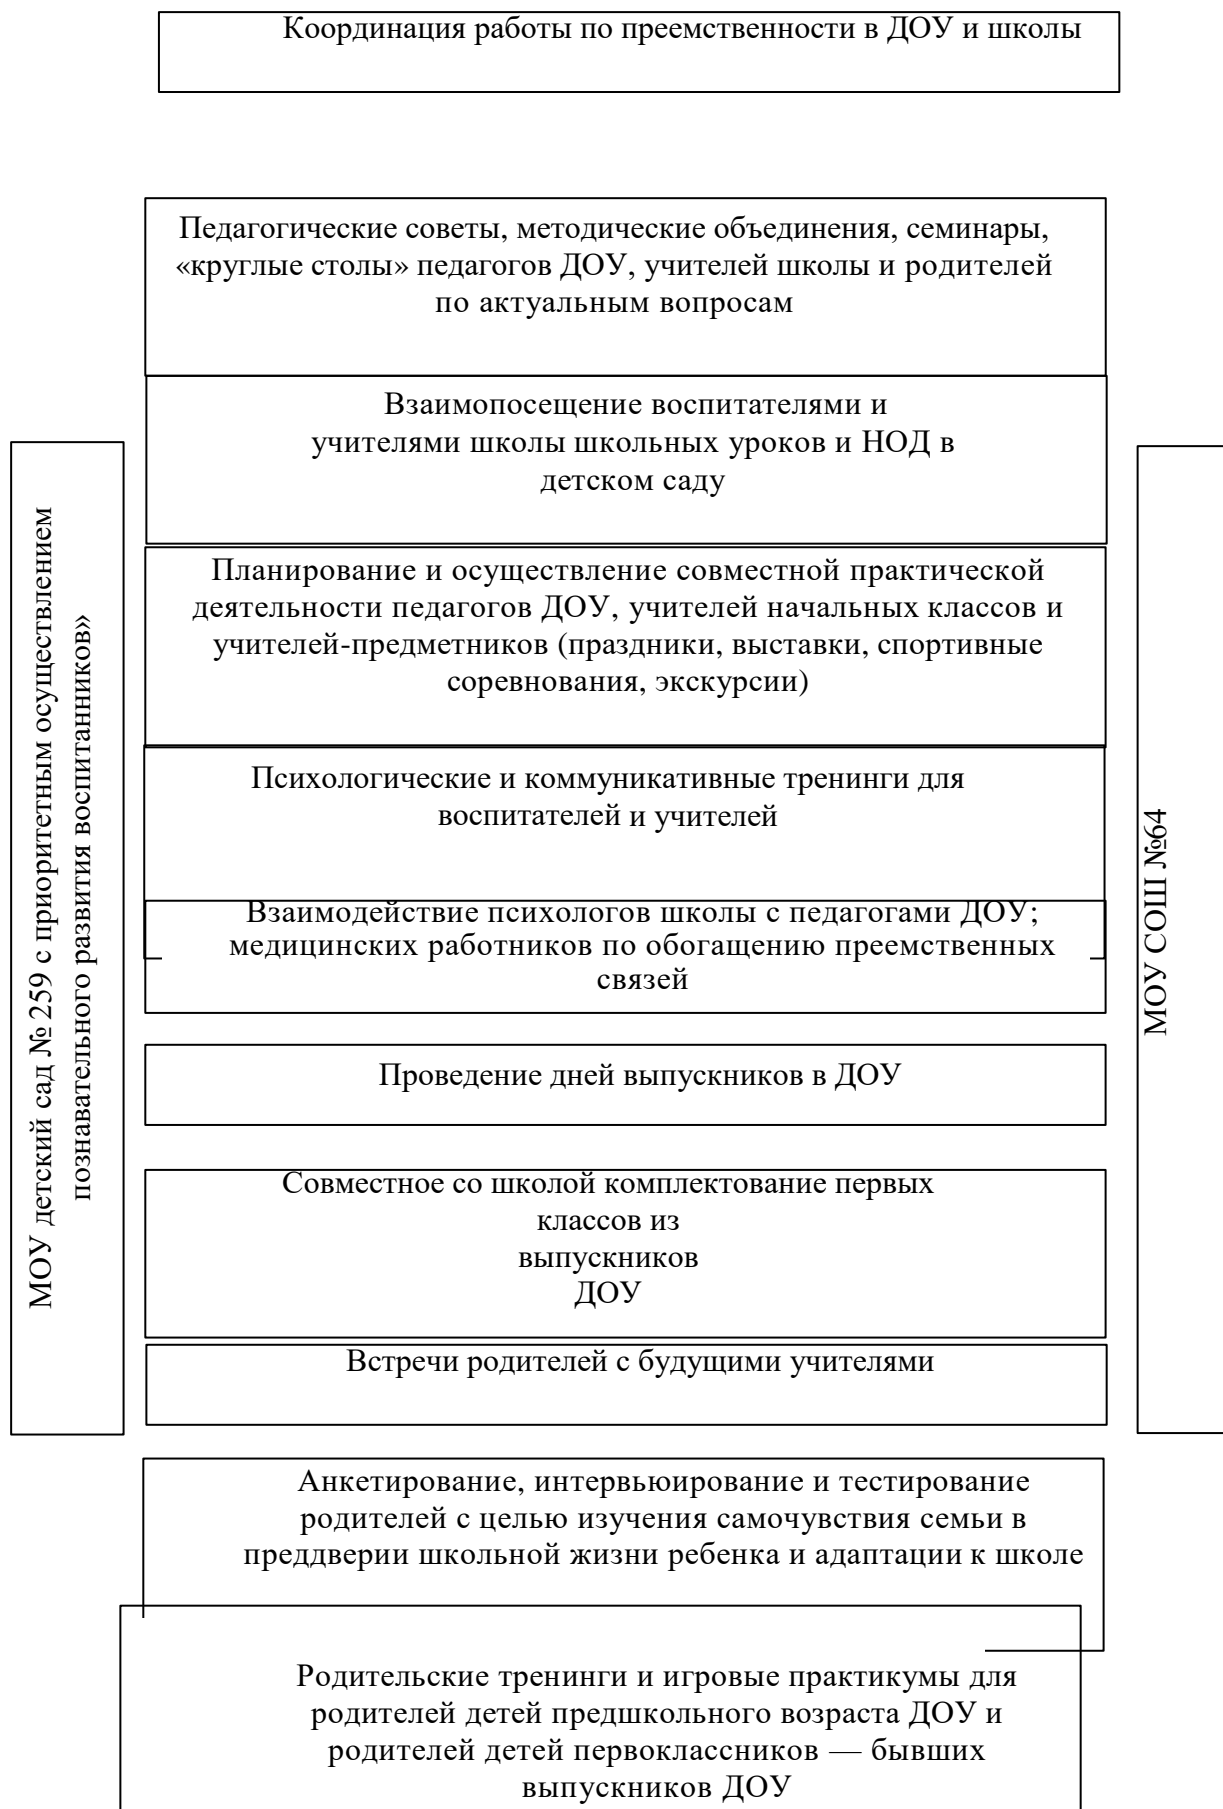 Координация работы по преемственности в ДОУ и школы
Педагогические советы, методические объединения, семинары,
«круглые столы» педагогов ДОУ, учителей школы и родителей
по актуальным вопросам
Взаимопосещение воспитателями и
учителями школы школьных уроков и НОД в
детском саду
МОУ детский сад № 259 с приоритетным осуществлением
познавательного развития воспитанников»
Планирование и осуществление совместной практической
деятельности педагогов ДОУ, учителей начальных классов и
учителей-предметников (праздники, выставки, спортивные
соревнования, экскурсии)
Психологические и коммуникативные тренинги для
воспитателей и учителей
МОУ СОШ №64
Взаимодействие психологов школы с педагогами ДОУ;
медицинских работников по обогащению преемственных
связей
Проведение дней выпускников в ДОУ
Совместное со школой комплектование первых
классов из
выпускников
ДОУ
Встречи родителей с будущими учителями
Анкетирование, интервьюирование и тестирование
родителей с целью изучения самочувствия семьи в
преддверии школьной жизни ребенка и адаптации к школе
Родительские тренинги и игровые практикумы для
родителей детей предшкольного возраста ДОУ и
родителей детей первоклассников — бывших
выпускников ДОУ